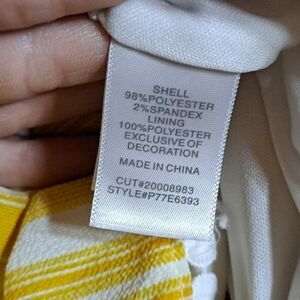 SHELL
98%POLYESTER
2%SPANDEX
LINING
100%POLYESTER
EXCLUSIVE OF
DECORATION
MADE IN CHINA
CUT#20008983
STYLE#P77E6393